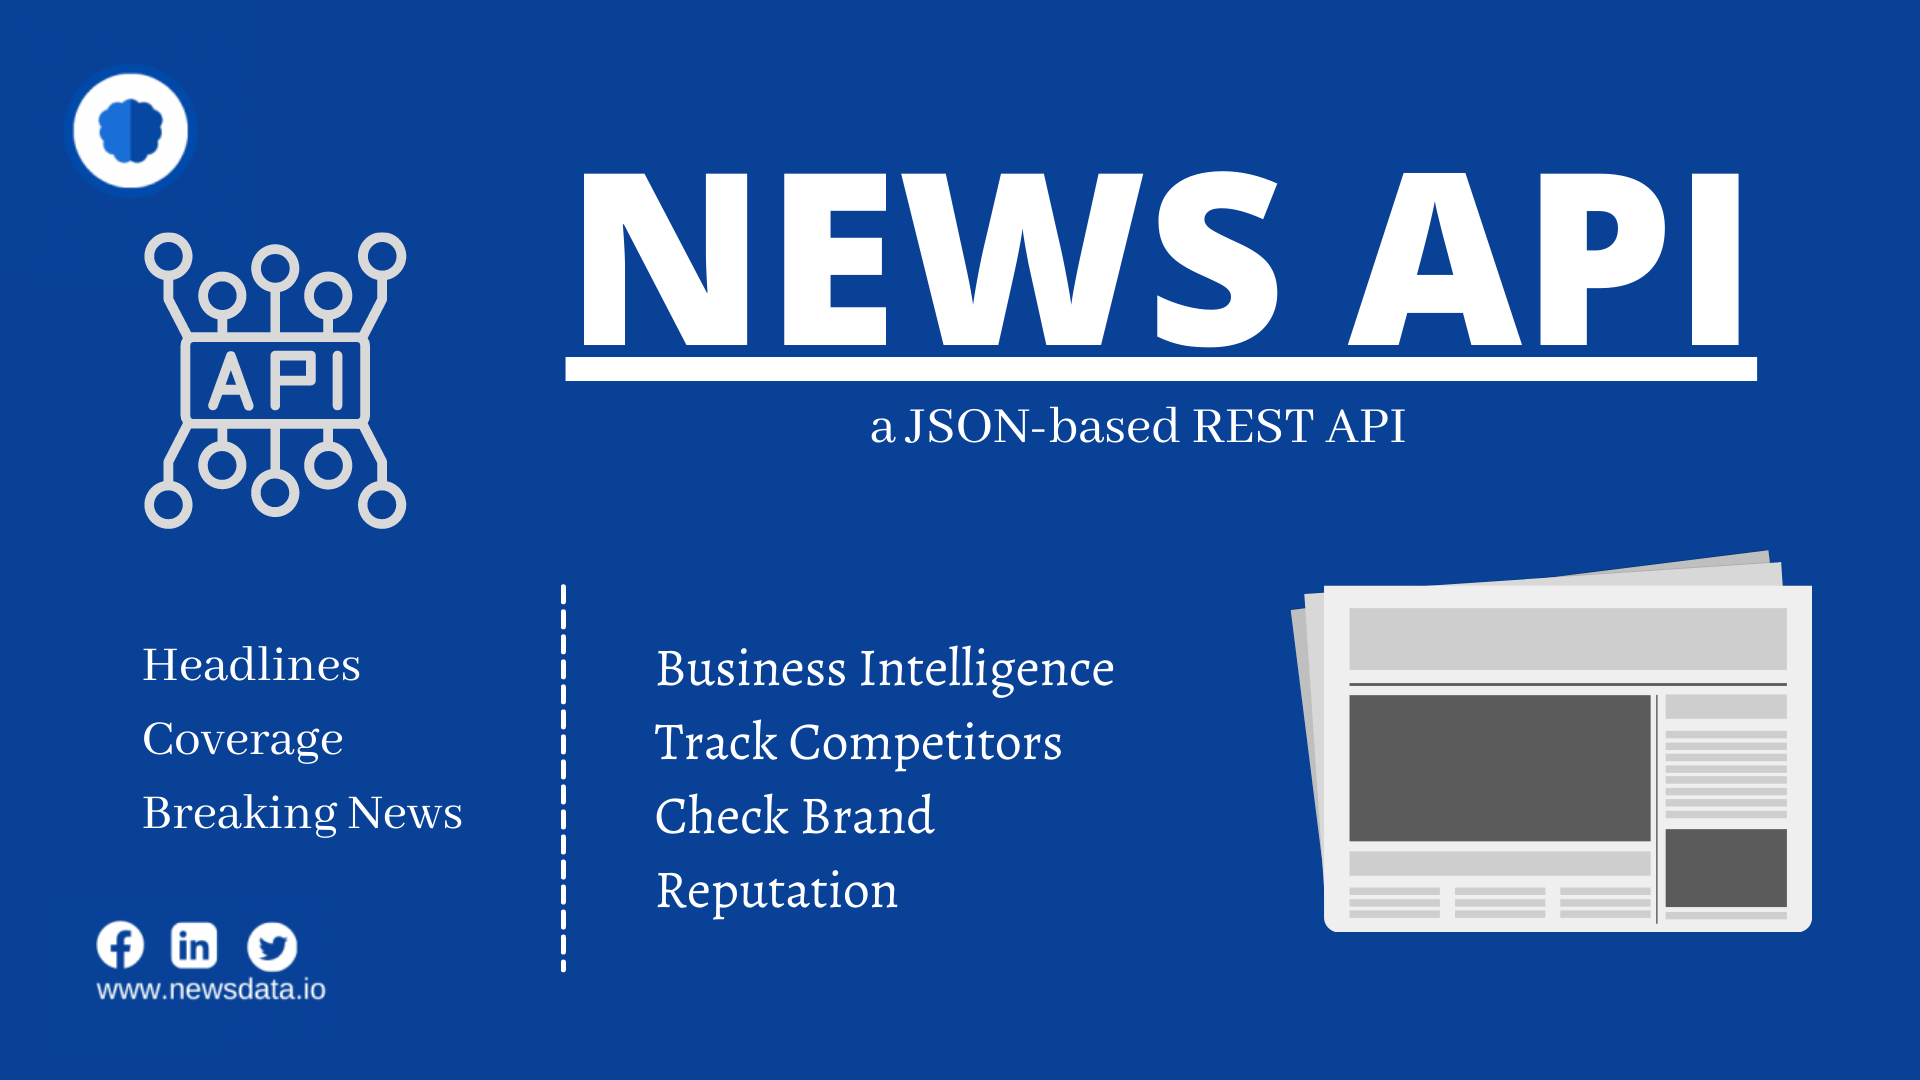 NEWS API
a JSON-based REST API
API
Headlines
Coverage
Breaking News
Business Intelligence
Track Competitors
Check Brand
Reputation
www.newsdata.io